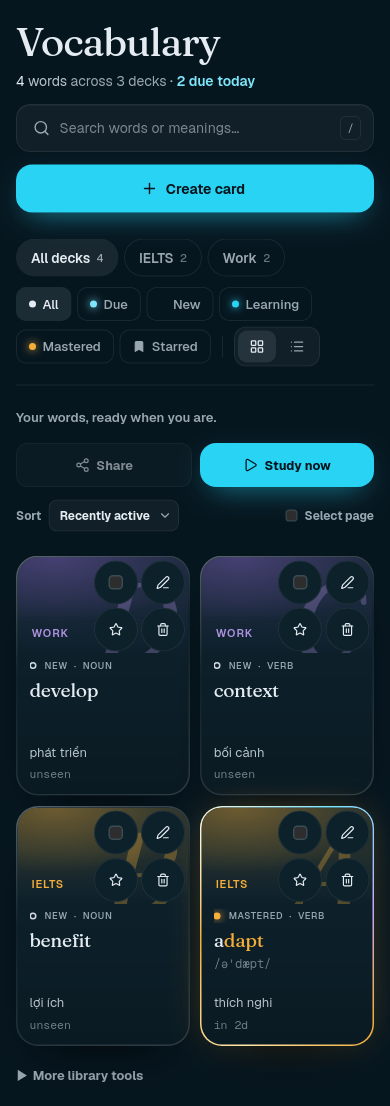 Vocabulary
4 words across 3 decks · 2 due today
Search words or meanings… /
Create card
All decks 4 IELTS 2 Work 2
All Due New Learning
Mastered Starred
Your words, ready when you are.
Share Study now
Sort Recently active Select page
WORK
NEW · NOUN
develop
phát triển
unseen
WORK
NEW · VERB
context
bối cảnh
unseen
IELTS
NEW · NOUN
benefit
lợi ích
unseen
IELTS
MASTERED · VERB
adapt
/əˈdæpt/
thích nghi
in 2d
More library tools